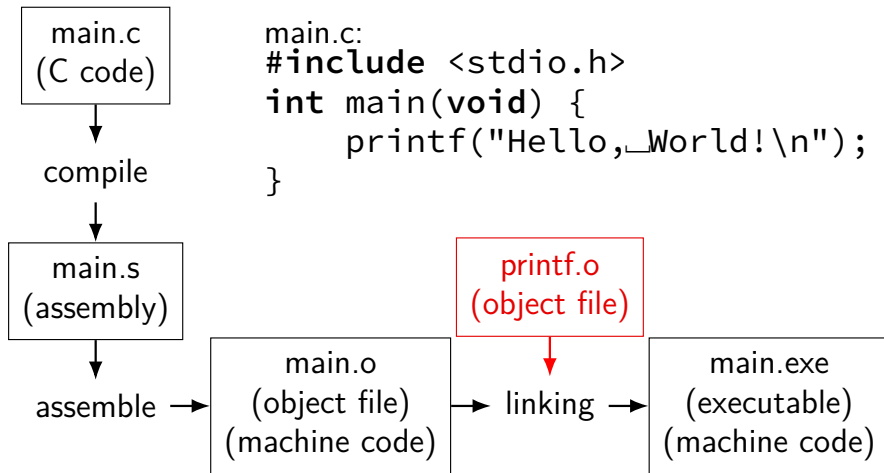 main.c
(C code)
main.c:
#include <stdio.h>
int main(void) {
    printf("Hello,␣World!\n");
}
compile
main.s
(assembly)
printf.o
(object file)
assemble
main.o
(object file)
(machine code)
linking
main.exe
(executable)
(machine code)